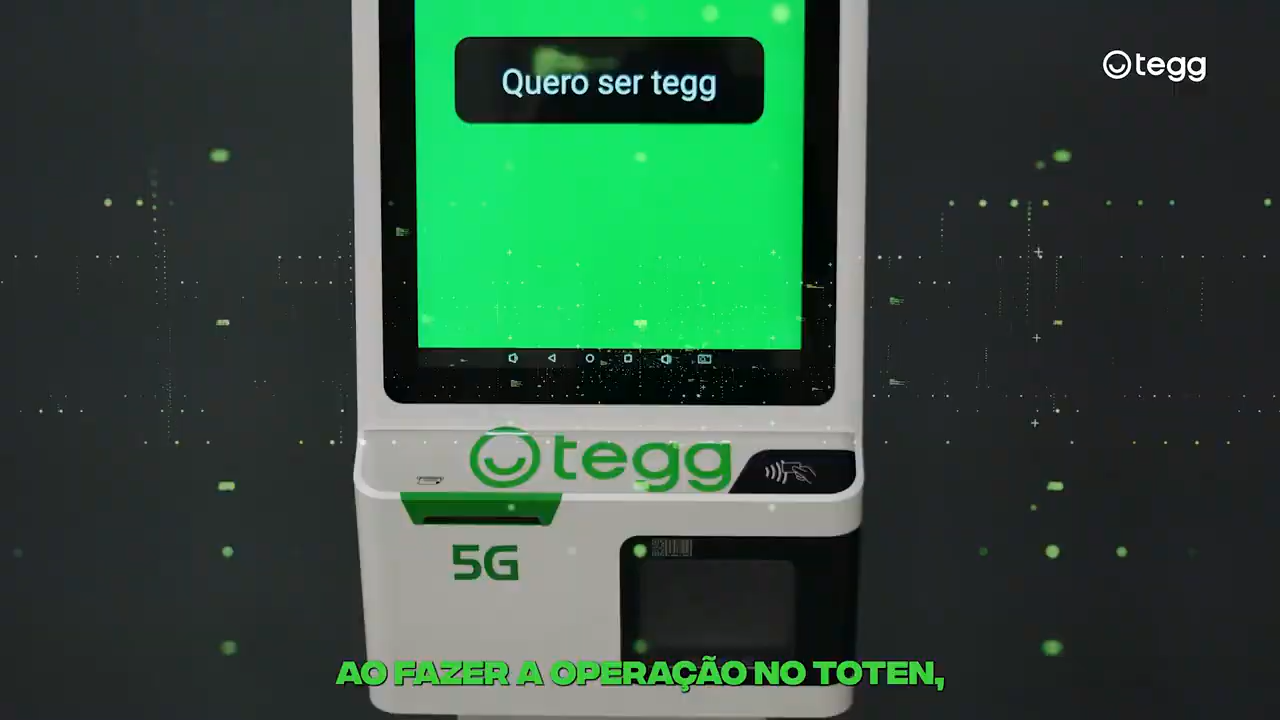 Quero ser tegg
tegg
tegg
5G
AO FAZER A OPERAÇÃO NO TOTEN,